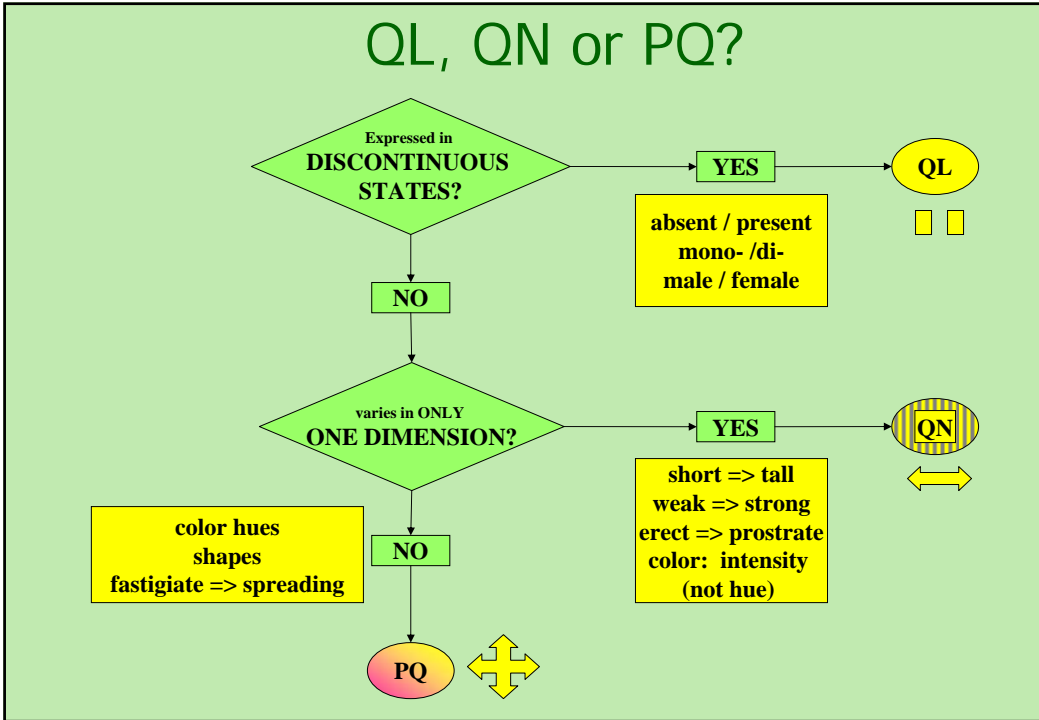 QL, QN or PQ?
Expressed in
DISCONTINUOUS
STATES?
YES
QL
absent / present
mono- /di-
male / female
NO
varies in ONLY
ONE DIMENSION?
YES
QN
short => tall
weak => strong
erect => prostrate
color: intensity
(not hue)
color hues
shapes
fastigiate => spreading
NO
PQ